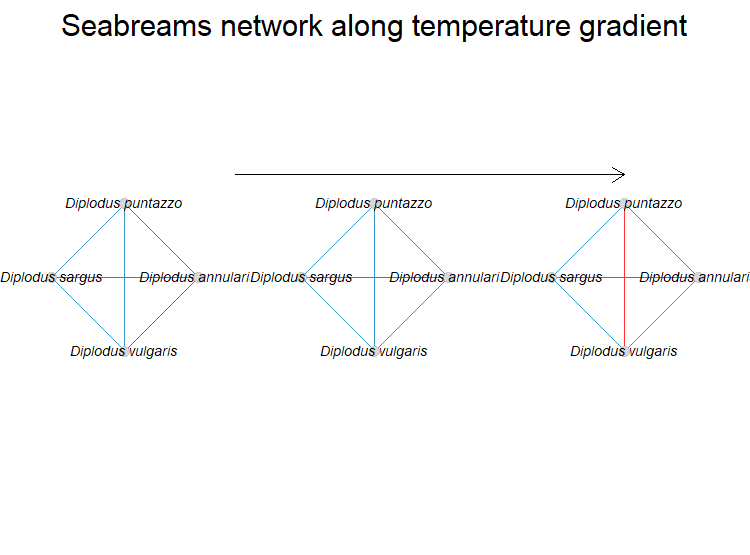 Seabreams network along temperature gradient
Diplodus puntazzo Diplodus puntazzo Diplodus puntazzo
Diplodus sargus Diplodus annulari Diplodus sargus Diplodus annulari Diplodus sargus Diplodus annulari
Diplodus vulgaris Diplodus vulgaris Diplodus vulgaris